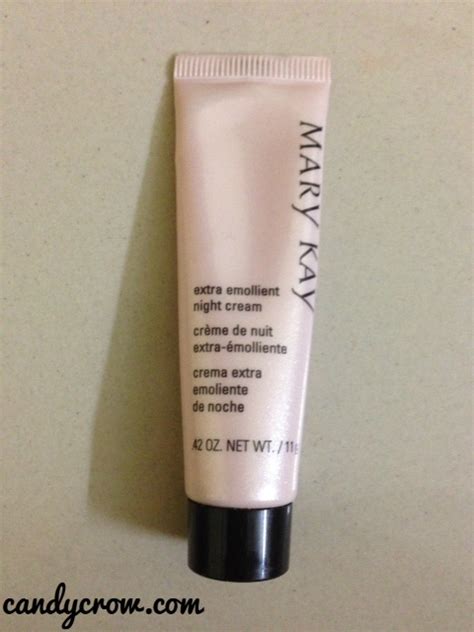 MARY KAY
extra emollient
night cream
crème de nuit
extra-émolliente
crema extra
emoliente
de noche
.42 OZ. NET WT. / 11 g
candycrow.com